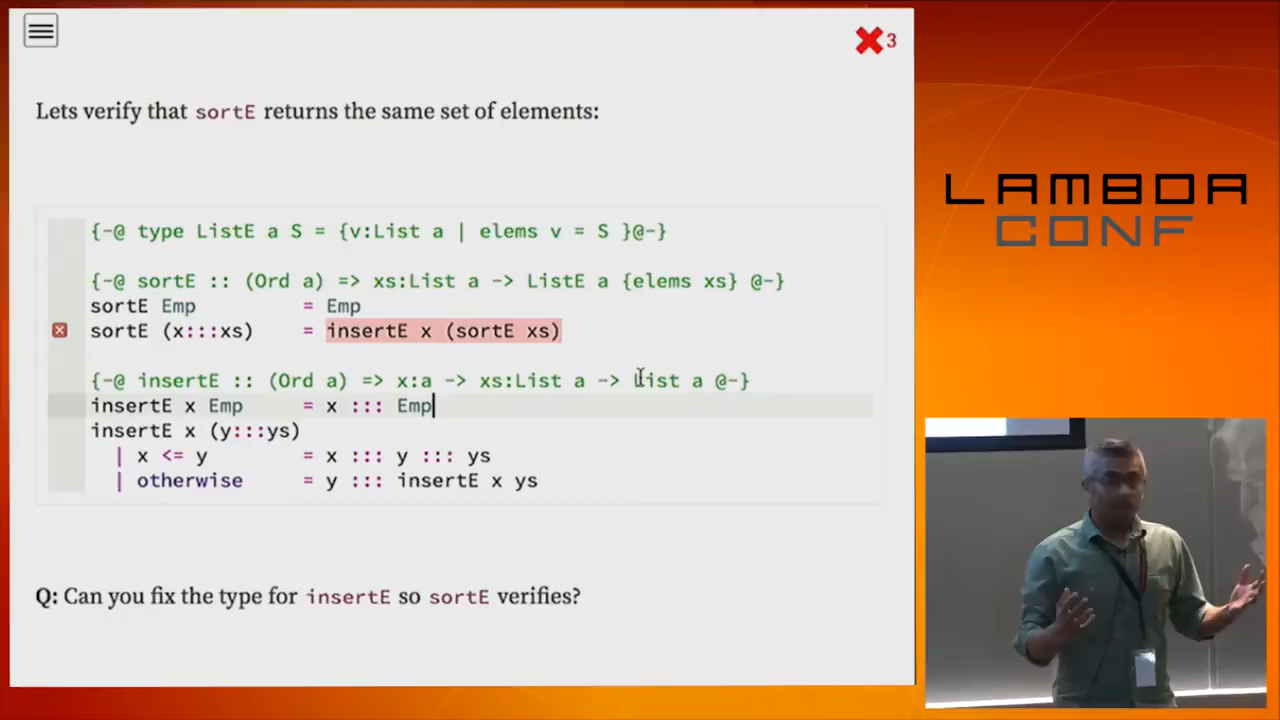 3
Lets verify that sortE returns the same set of elements:
{-@ type ListE a S = {v:List a | elems v = S }@-}
{-@ sortE :: (Ord a) => xs:List a -> ListE a {elems xs} @-}
sortE Emp = Emp
sortE (x:::xs) = insertE x (sortE xs)
{-@ insertE :: (Ord a) => x:a -> xs:List a -> List a @-}
insertE x Emp = x ::: Emp
insertE x (y:::ys)
| x <= y = x ::: y ::: ys
| otherwise = y ::: insertE x ys
Q: Can you fix the type for insertE so sortE verifies?
LAMBDA
CONF